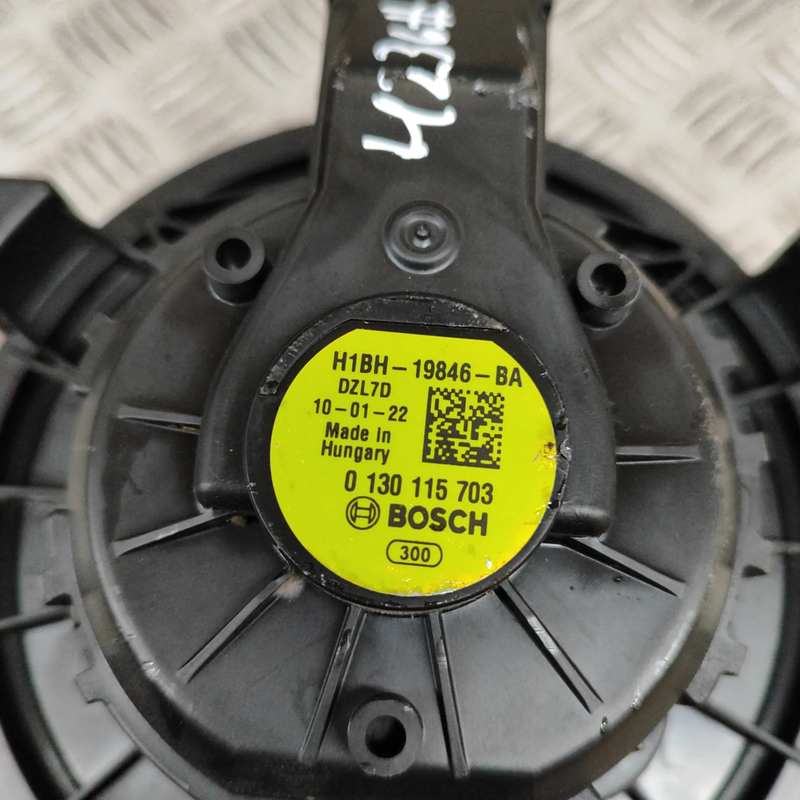 H1BH-19846-BA
DZL7D
10-01-22
Made in
Hungary
0 130 115 703
BOSCH
300